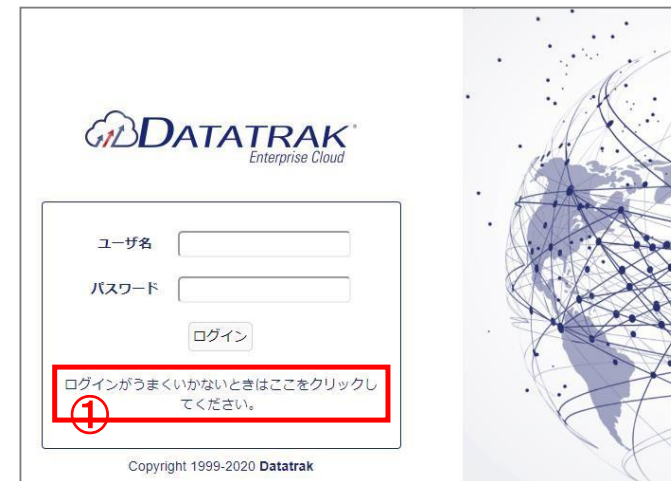 DATATRAK
Enterprise Cloud
ユーザ名
パスワード
ログイン
ログインがうまくいかないときはここをクリックし
てください。
①
Copyright 1999-2020 Datatrak